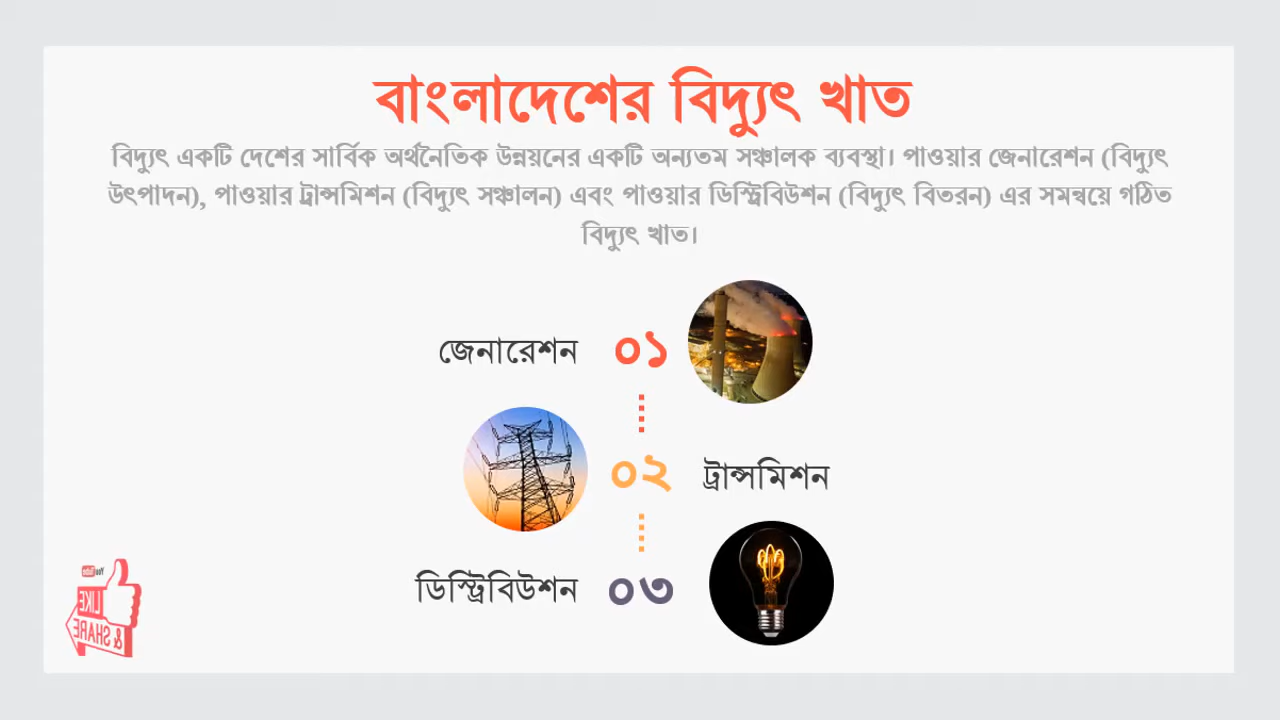 বাংলাদেশের বিদ্যুৎ খাত
বিদ্যুৎ একটি দেশের সার্বিক অর্থনৈতিক উন্নয়নের একটি অন্যতম সঞ্চালক ব্যবস্থা। পাওয়ার জেনারেশন (বিদ্যুৎ
উৎপাদন), পাওয়ার ট্রান্সমিশন (বিদ্যুৎ সঞ্চালন) এবং পাওয়ার ডিস্ট্রিবিউশন (বিদ্যুৎ বিতরন) এর সমন্বয়ে গঠিত
বিদ্যুৎ খাত।
জেনারেশন ০১
০২ ট্রান্সমিশন
ডিস্ট্রিবিউশন ০৩
YouTube
LIKE
& SHARE